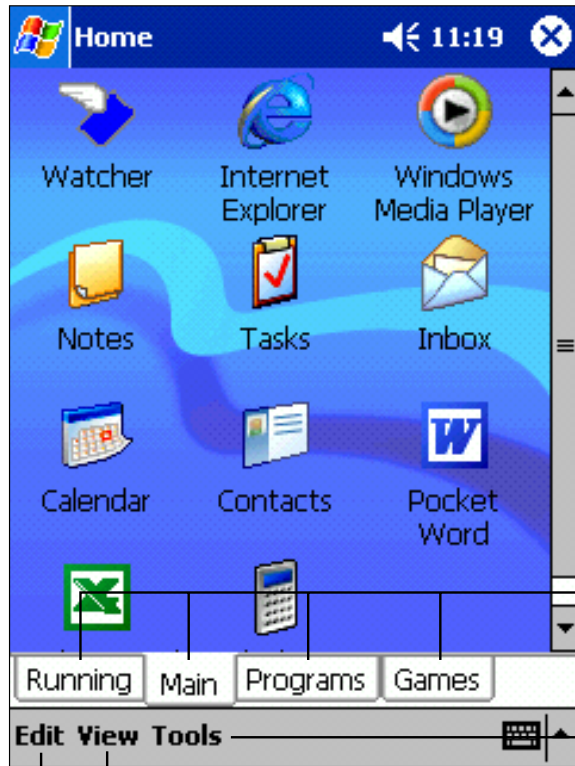 Home 11:19
Watcher Internet Explorer Windows Media Player
Notes Tasks Inbox
Calendar Contacts Pocket Word
Running Main Programs Games
Edit View Tools